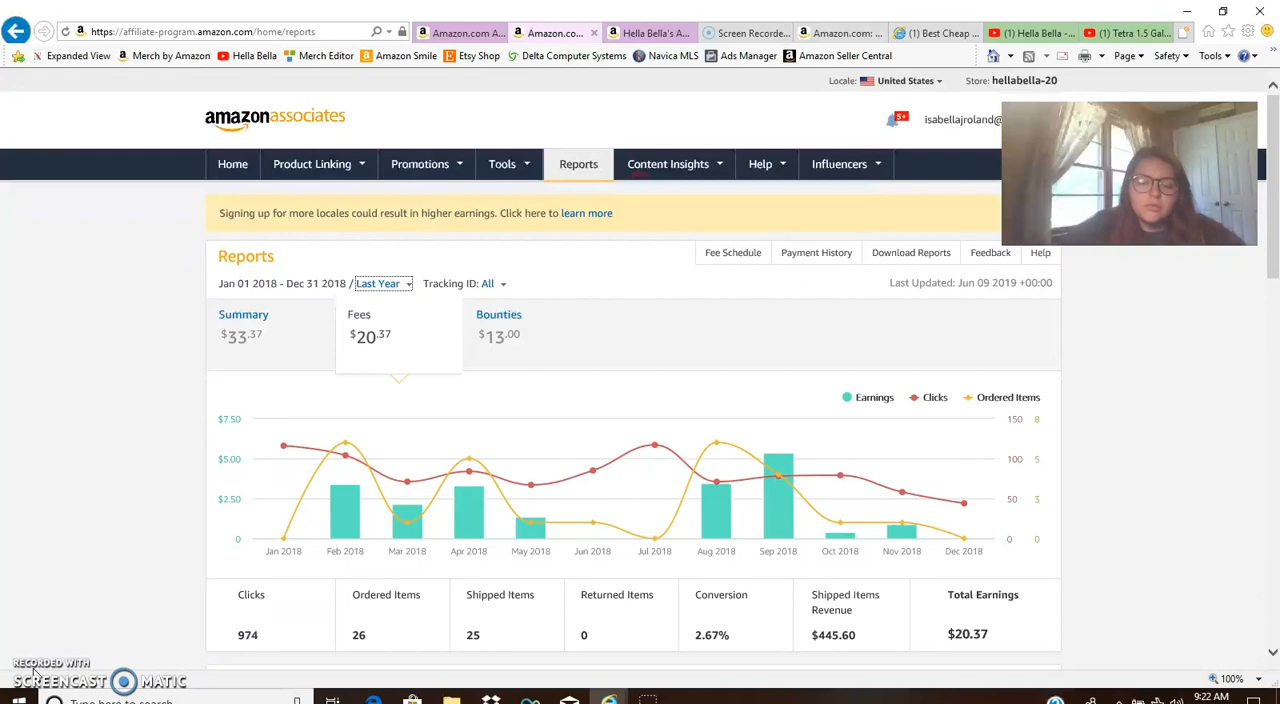 https://affiliate-program.amazon.com/home/reports
Amazon.com A...
Amazon...
Hella Bella's A...
Screen Recorde...
Amazon.com: ...
Best Cheap ...
(1) Hella Bella -...
(1) Tetra 1.5 Gal...
Expanded View
Merch by Amazon
Hella Bella
Merch Editor
Amazon Smile
Etsy Shop
Delta Computer Systems
Navica MLS
Ads Manager
Amazon Seller Central
Page
Safety
Tools
Locale: United States
Store: hellabella-20
amazonassociates
5+
isabellajroland@
Home
Product Linking
Promotions
Tools
Reports
Content Insights
Help
Influencers
Signing up for more locales could result in higher earnings. Click here to learn more
Reports
Fee Schedule
Payment History
Download Reports
Feedback
Help
Jan 01 2018 - Dec 31 2018 / Last Year
Tracking ID: All
Last Updated: Jun 09 2019 +00:00
Summary
Fees
Bounties
$33.37
$20.37
$13.00
Earnings
Clicks
Ordered Items
$7.50
150
8
$5.00
100
5
$2.50
50
3
0
0
0
Jan 2018
Feb 2018
Mar 2018
Apr 2018
May 2018
Jun 2018
Jul 2018
Aug 2018
Sep 2018
Oct 2018
Nov 2018
Dec 2018
Clicks
Ordered Items
Shipped Items
Returned Items
Conversion
Shipped Items
Revenue
Total Earnings
974
26
25
0
2.67%
$445.60
$20.37
RECORDED WITH
SCREENCAST MATIC
100%
Type here to search
9:22 AM